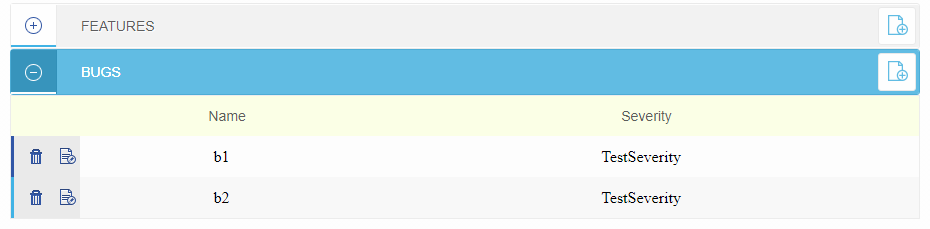 FEATURES
BUGS
Name Severity
b1 TestSeverity
b2 TestSeverity